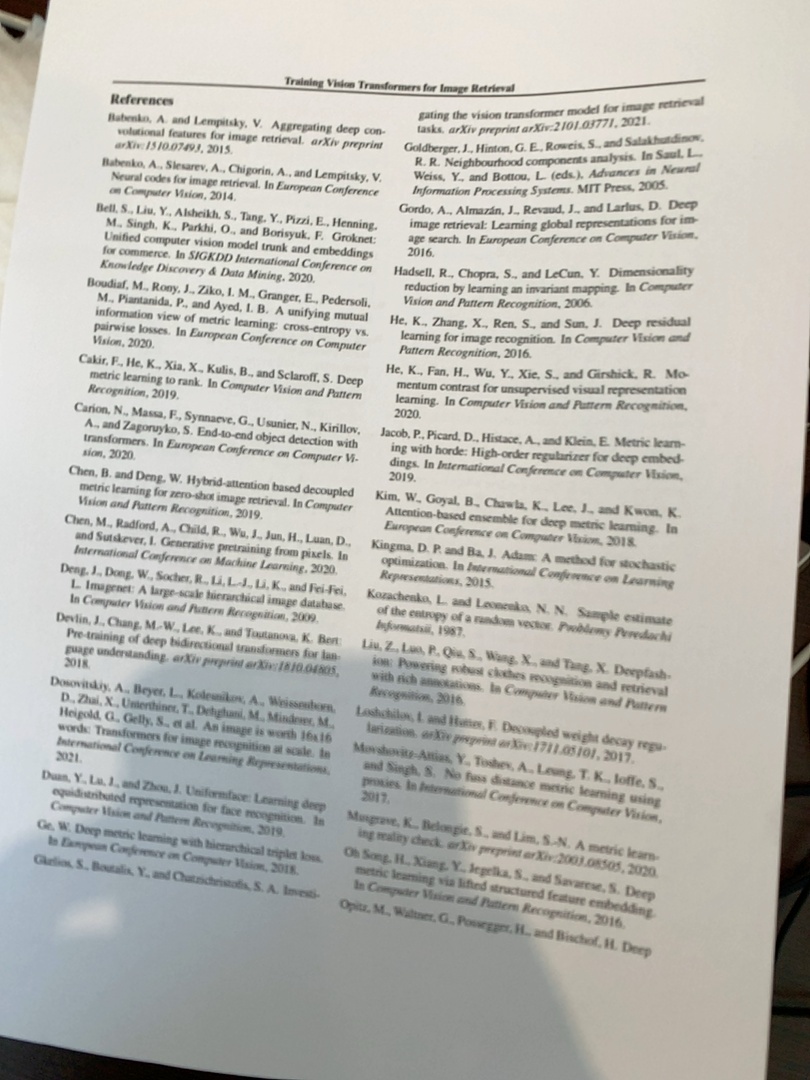 Training Vision Transformers for Image Retrieval
References
Babenko, A. and Lempitsky, V. Aggregating deep con-
volutional features for image retrieval. arXiv preprint
arXiv:1510.07493, 2015.
Babenko, A., Slesarev, A., Chigorin, A., and Lempitsky, V.
Neural codes for image retrieval. In European Conference
on Computer Vision, 2014.
Bell, S., Liu, Y., Alsheikh, S., Tang, Y., Pizzi, E., Henning,
M., Singh, K., Parkhi, O., and Borisyuk, F. Groknet:
Unified computer vision model trunk and embeddings
for commerce. In SIGKDD International Conference on
Knowledge Discovery & Data Mining, 2020.
Boudiaf, M., Rony, J., Ziko, I. M., Granger, E., Pedersoli,
M., Piantanida, P., and Ayed, I. B. A unifying mutual
information view of metric learning: cross-entropy vs.
pairwise losses. In European Conference on Computer
Vision, 2020.
Cakir, F., He, K., Xia, X., Kulis, B., and Sclaroff, S. Deep
metric learning to rank. In Computer Vision and Pattern
Recognition, 2019.
Carion, N., Massa, F., Synnaeve, G., Usunier, N., Kirillov,
A., and Zagoruyko, S. End-to-end object detection with
transformers. In European Conference on Computer Vi-
sion, 2020.
Chen, B. and Deng, W. Hybrid-attention based decoupled
metric learning for zero-shot image retrieval. In Computer
Vision and Pattern Recognition, 2019.
Chen, M., Radford, A., Child, R., Wu, J., Jun, H., Luan, D.,
and Sutskever, I. Generative pretraining from pixels. In
International Conference on Machine Learning, 2020.
Deng, J., Dong, W., Socher, R., Li, L.-J., Li, K., and Fei-Fei,
L. Imagenet: A large-scale hierarchical image database.
In Computer Vision and Pattern Recognition, 2009.
Devlin, J., Chang, M.-W., Lee, K., and Toutanova, K. Bert:
Pre-training of deep bidirectional transformers for lan-
guage understanding. arXiv preprint arXiv:1810.04805,
2018.
Dosovitskiy, A., Beyer, L., Kolesnikov, A., Weissenborn,
D., Zhai, X., Unterthiner, T., Dehghani, M., Minderer, M.,
Heigold, G., Gelly, S., et al. An image is worth 16x16
words: Transformers for image recognition at scale. In
International Conference on Learning Representations,
2021.
Duan, Y., Lu, J., and Zhou, J. Uniformface: Learning deep
equidistributed representation for face recognition. In
Computer Vision and Pattern Recognition, 2019.
Ge, W. Deep metric learning with hierarchical triplet loss.
In European Conference on Computer Vision, 2018.
Gkelios, S., Boutalis, Y., and Chatzichristofis, S. A. Investi-
gating the vision transformer model for image retrieval
tasks. arXiv preprint arXiv:2101.03771, 2021.
Goldberger, J., Hinton, G. E., Roweis, S., and Salakhutdinov,
R. R. Neighbourhood components analysis. In Saul, L.,
Weiss, Y., and Bottou, L. (eds.), Advances in Neural
Information Processing Systems. MIT Press, 2005.
Gordo, A., Almazán, J., Revaud, J., and Larlus, D. Deep
image retrieval: Learning global representations for im-
age search. In European Conference on Computer Vision,
2016.
Hadsell, R., Chopra, S., and LeCun, Y. Dimensionality
reduction by learning an invariant mapping. In Computer
Vision and Pattern Recognition, 2006.
He, K., Zhang, X., Ren, S., and Sun, J. Deep residual
learning for image recognition. In Computer Vision and
Pattern Recognition, 2016.
He, K., Fan, H., Wu, Y., Xie, S., and Girshick, R. Mo-
mentum contrast for unsupervised visual representation
learning. In Computer Vision and Pattern Recognition,
2020.
Jacob, P., Picard, D., Histace, A., and Klein, E. Metric learn-
ing with horde: High-order regularizer for deep embed-
dings. In International Conference on Computer Vision,
2019.
Kim, W., Goyal, B., Chawla, K., Lee, J., and Kwon, K.
Attention-based ensemble for deep metric learning. In
European Conference on Computer Vision, 2018.
Kingma, D. P. and Ba, J. Adam: A method for stochastic
optimization. In International Conference on Learning
Representations, 2015.
Kozachenko, L. and Leonenko, N. N. Sample estimate
of the entropy of a random vector. Problemy Peredachi
Informatsii, 1987.
Liu, Z., Luo, P., Qiu, S., Wang, X., and Tang, X. Deepfash-
ion: Powering robust clothes recognition and retrieval
with rich annotations. In Computer Vision and Pattern
Recognition, 2016.
Loshchilov, I. and Hutter, F. Decoupled weight decay regu-
larization. arXiv preprint arXiv:1711.05101, 2017.
Movshovitz-Attias, Y., Toshev, A., Leung, T. K., Ioffe, S.,
and Singh, S. No fuss distance metric learning using
proxies. In International Conference on Computer Vision,
2017.
Musgrave, K., Belongie, S., and Lim, S.-N. A metric learn-
ing reality check. arXiv preprint arXiv:2003.08505, 2020.
Oh Song, H., Xiang, Y., Jegelka, S., and Savarese, S. Deep
metric learning via lifted structured feature embedding.
In Computer Vision and Pattern Recognition, 2016.
Opitz, M., Waltner, G., Possegger, H., and Bischof, H. Deep